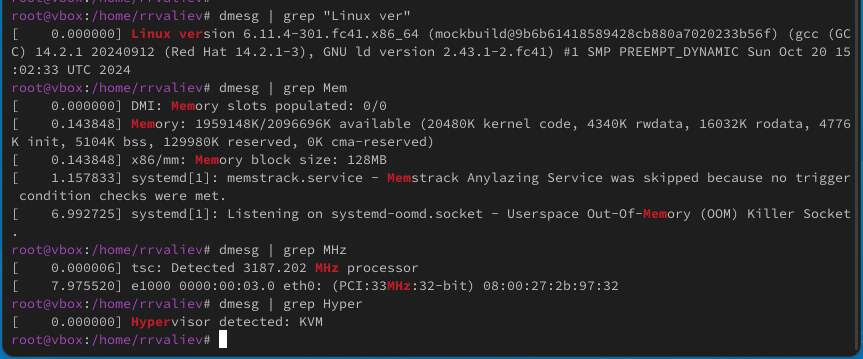 root@vbox:/home/rrvaliev# dmesg | grep "Linux ver"
[    0.000000] Linux version 6.11.4-301.fc41.x86_64 (mockbuild@9b6b61418589428cb880a7020233b56f) (gcc (GC
C) 14.2.1 20240912 (Red Hat 14.2.1-3), GNU ld version 2.43.1-2.fc41) #1 SMP PREEMPT_DYNAMIC Sun Oct 20 15
:02:33 UTC 2024
root@vbox:/home/rrvaliev# dmesg | grep Mem
[    0.000000] DMI: Memory slots populated: 0/0
[    0.143848] Memory: 1959148K/2096696K available (20480K kernel code, 4340K rwdata, 16032K rodata, 4776
K init, 5104K bss, 129980K reserved, 0K cma-reserved)
[    0.143848] x86/mm: Memory block size: 128MB
[    1.157833] systemd[1]: memstrack.service - Memstrack Anylazing Service was skipped because no trigger
 condition checks were met.
[    6.992725] systemd[1]: Listening on systemd-oomd.socket - Userspace Out-Of-Memory (OOM) Killer Socket
.
root@vbox:/home/rrvaliev# dmesg | grep MHz
[    0.000006] tsc: Detected 3187.202 MHz processor
[    7.975520] e1000 0000:00:03.0 eth0: (PCI:33MHz:32-bit) 08:00:27:2b:97:32
root@vbox:/home/rrvaliev# dmesg | grep Hyper
[    0.000000] Hypervisor detected: KVM
root@vbox:/home/rrvaliev#